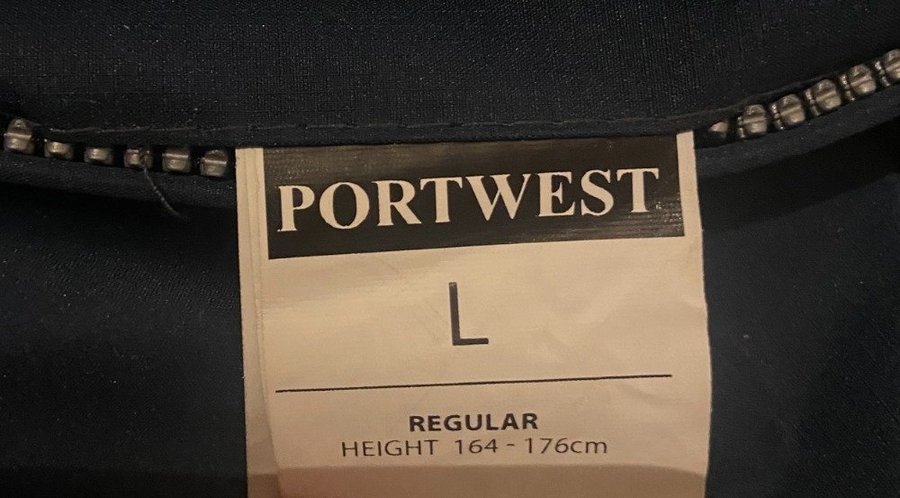 PORTWEST
L
REGULAR
HEIGHT 164 - 176cm